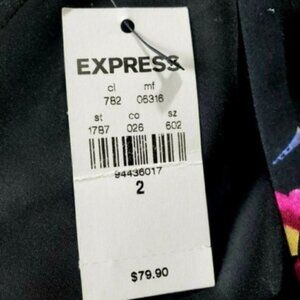 EXPRESS
cl mf
782 06316
st co sz
1787 026 602
94436017
2
$79.90